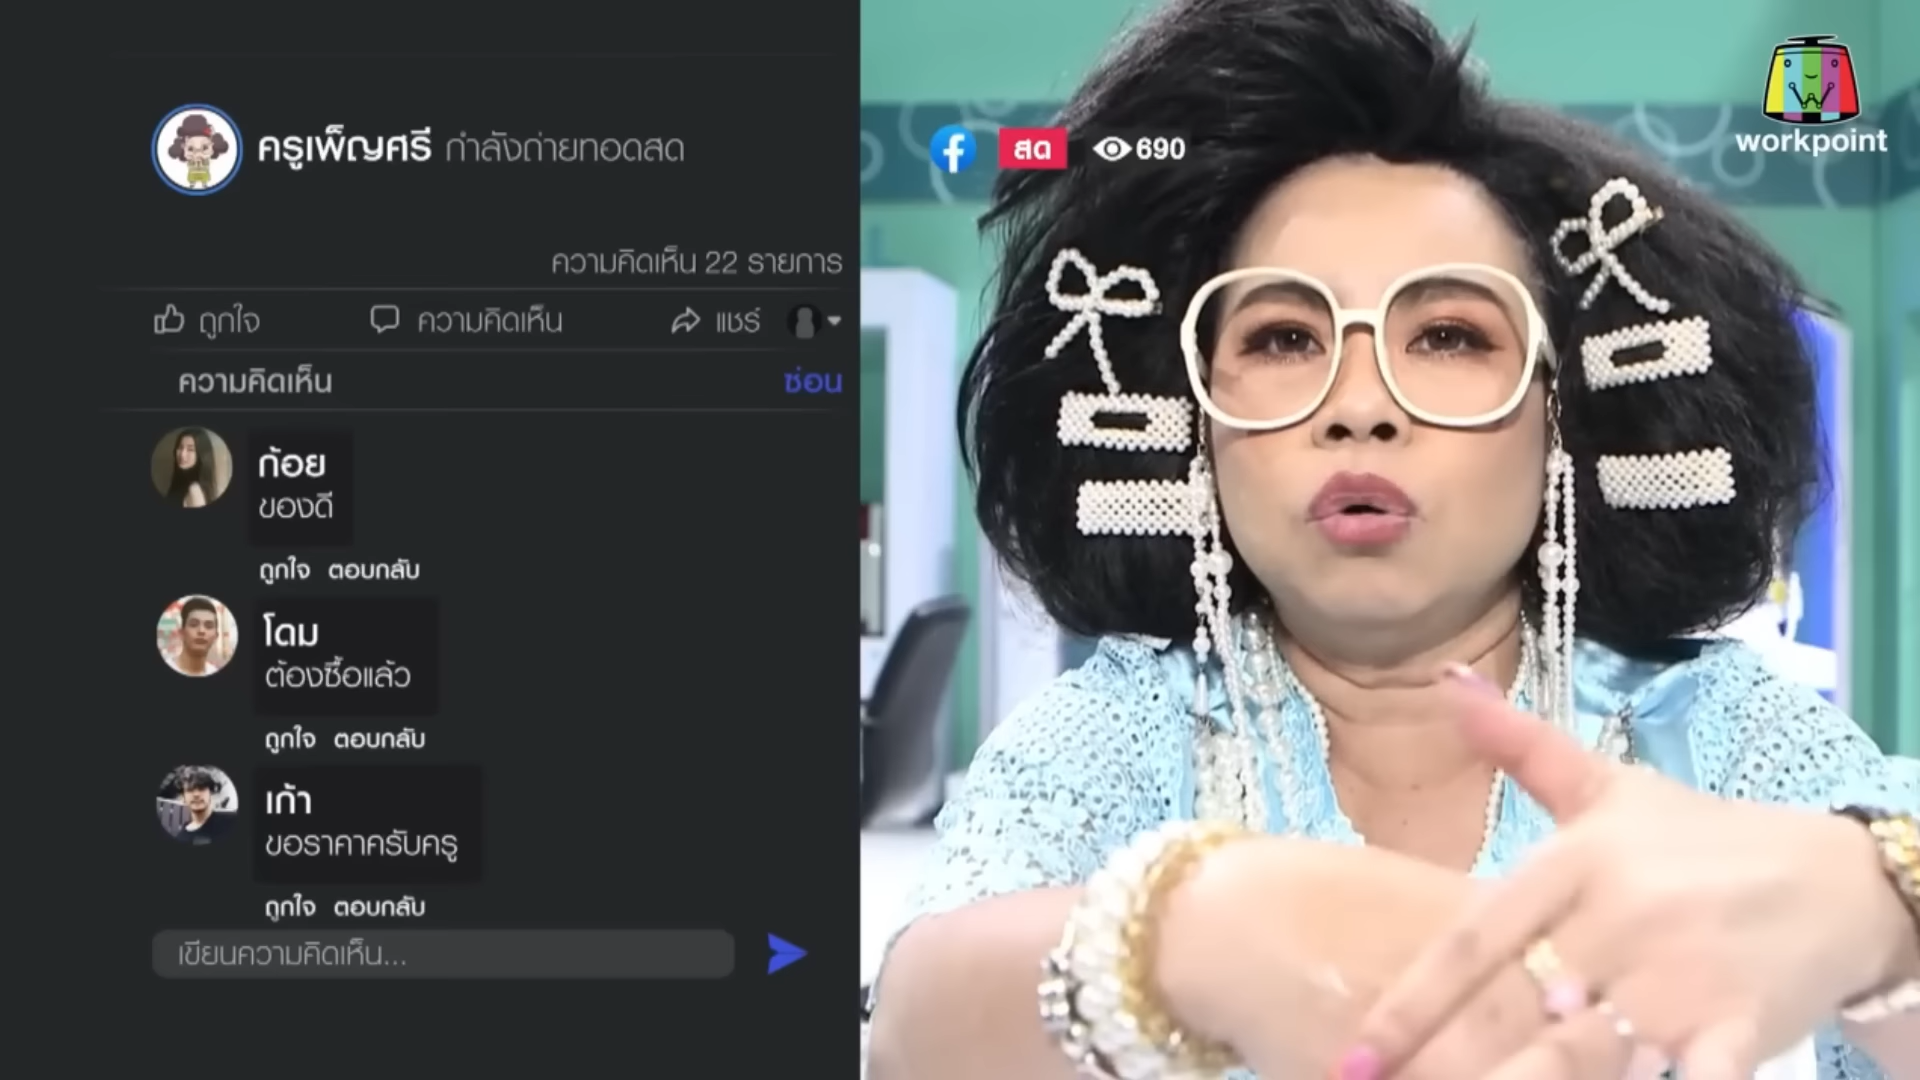 ครูเพ็ญศรี กำลังถ่ายทอดสด
ความคิดเห็น 22 รายการ
ถูกใจ ความคิดเห็น แชร์
ความคิดเห็น ซ่อน
ก้อย
ของดี
ถูกใจ ตอบกลับ
โดม
ต้องซื้อแล้ว
ถูกใจ ตอบกลับ
เก้า
ขอราคาครับครู
ถูกใจ ตอบกลับ
เขียนความคิดเห็น...
สด 690
workpoint